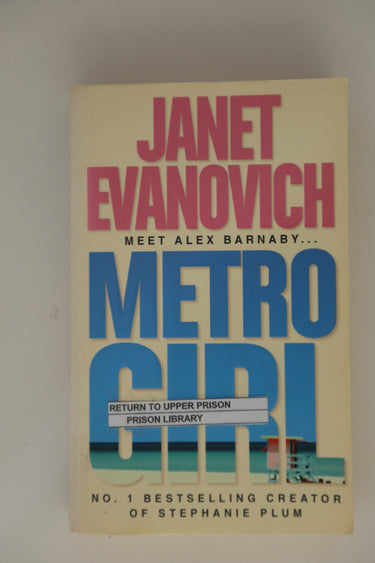 JANET
EVANOVICH
MEET ALEX BARNABY...
METRO
GIRL
RETURN TO UPPER PRISON
PRISON LIBRARY
NO. 1 BESTSELLING CREATOR
OF STEPHANIE PLUM